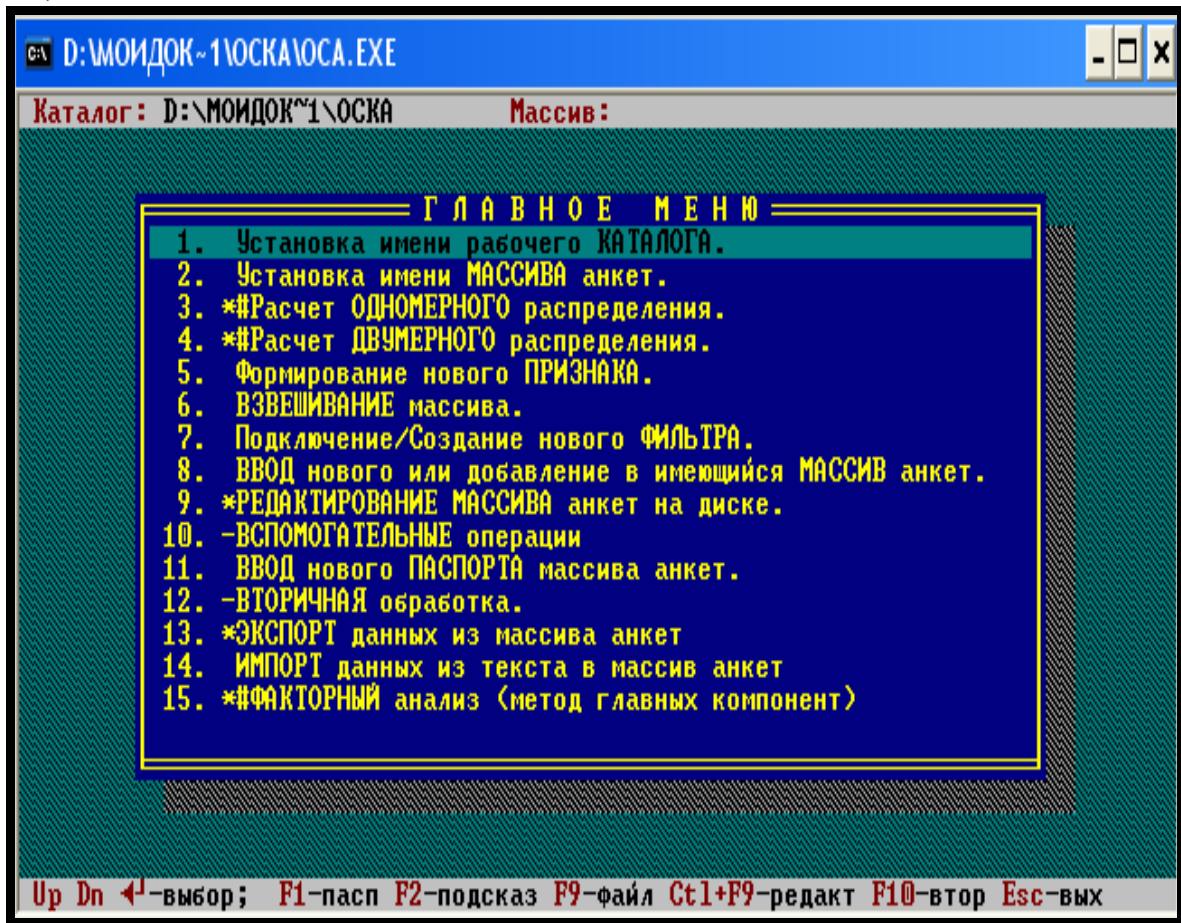 D:\МОИДОК~1\ОСКА\ОСА.EXE
Каталог: D:\МОИДОК~1\ОСКА Массив:
ГЛАВНОЕ МЕНЮ
1. Установка имени рабочего КАТАЛОГА.
2. Установка имени МАССИВА анкет.
3. *#Расчет ОДНОМЕРНОГО распределения.
4. *#Расчет ДВУМЕРНОГО распределения.
5. Формирование нового ПРИЗНАКА.
6. ВЗВЕШИВАНИЕ массива.
7. Подключение/Создание нового ФИЛЬТРА.
8. ВВОД нового или добавление в имеющийся МАССИВ анкет.
9. *РЕДАКТИРОВАНИЕ МАССИВА анкет на диске.
10. -ВСПОМОГАТЕЛЬНЫЕ операции
11. ВВОД нового ПАСПОРТА массива анкет.
12. -ВТОРИЧНАЯ обработка.
13. *ЭКСПОРТ данных из массива анкет
14. ИМПОРТ данных из текста в массив анкет
15. *#ФАКТОРНЫЙ анализ (метод главных компонент)
Up Dn ◄┘-выбор; F1-пасп F2-подсказ F9-файл Ctl+F9-редакт F10-втор Esc-вых